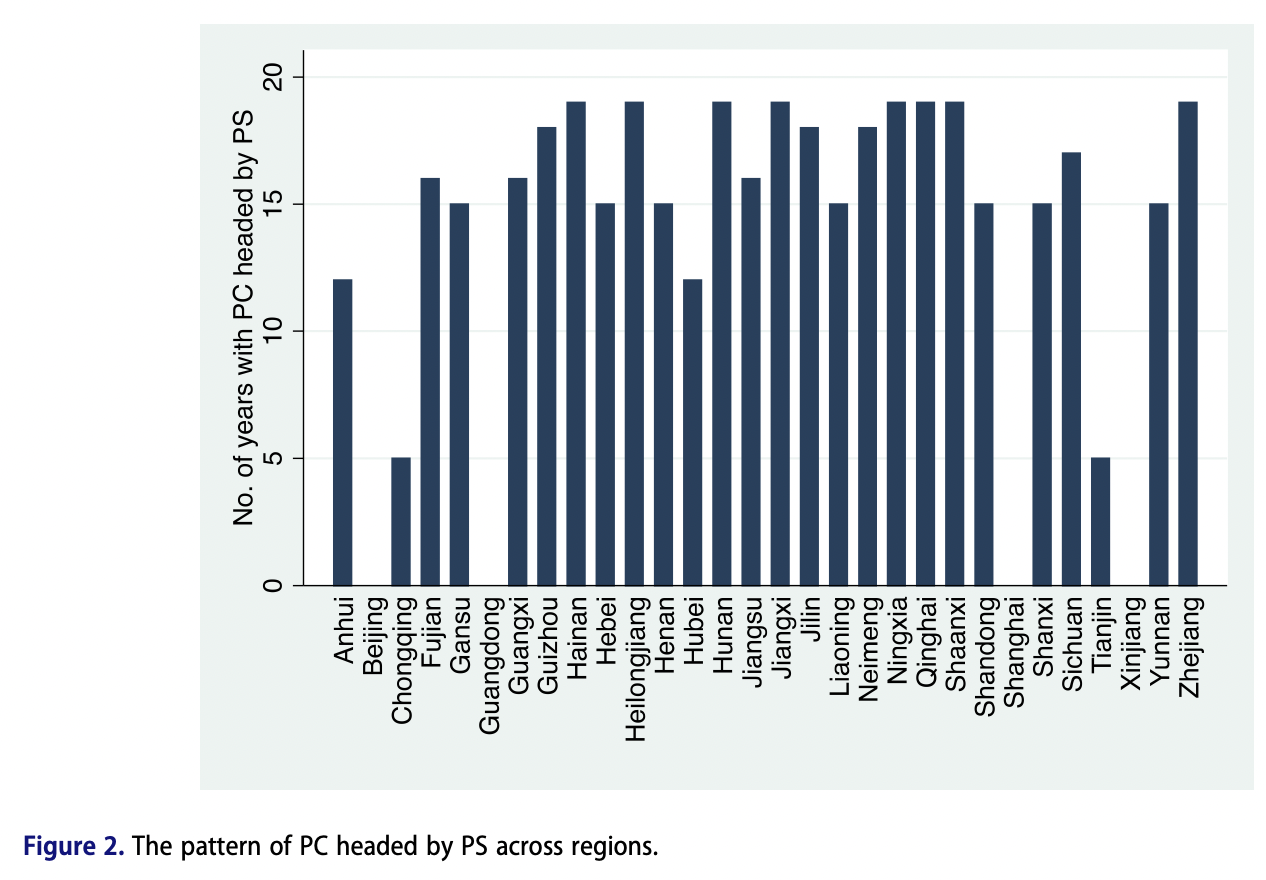 No. of years with PC headed by PS
20
15
10
5
0
Anhui
Beijing
Chongqing
Fujian
Gansu
Guangdong
Guangxi
Guizhou
Hainan
Hebei
Heilongjiang
Henan
Hubei
Hunan
Jiangsu
Jiangxi
Jilin
Liaoning
Neimeng
Ningxia
Qinghai
Shaanxi
Shandong
Shanghai
Shanxi
Sichuan
Tianjin
Xinjiang
Yunnan
Zhejiang
Figure 2. The pattern of PC headed by PS across regions.